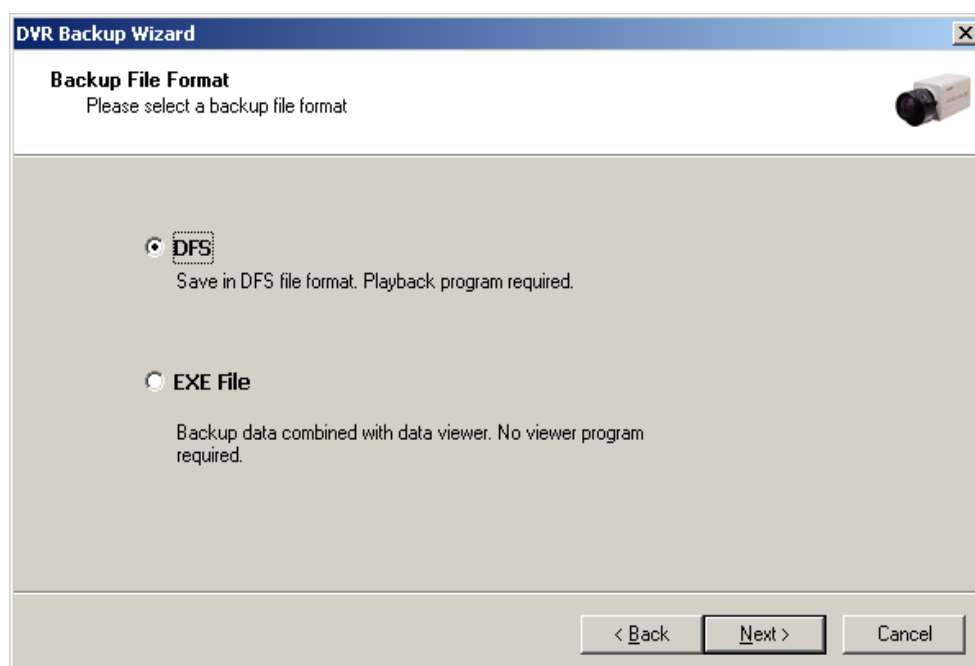 DVR Backup Wizard
Backup File Format
Please select a backup file format
DFS
Save in DFS file format. Playback program required.
EXE File
Backup data combined with data viewer. No viewer program
required.
< Back
Next >
Cancel